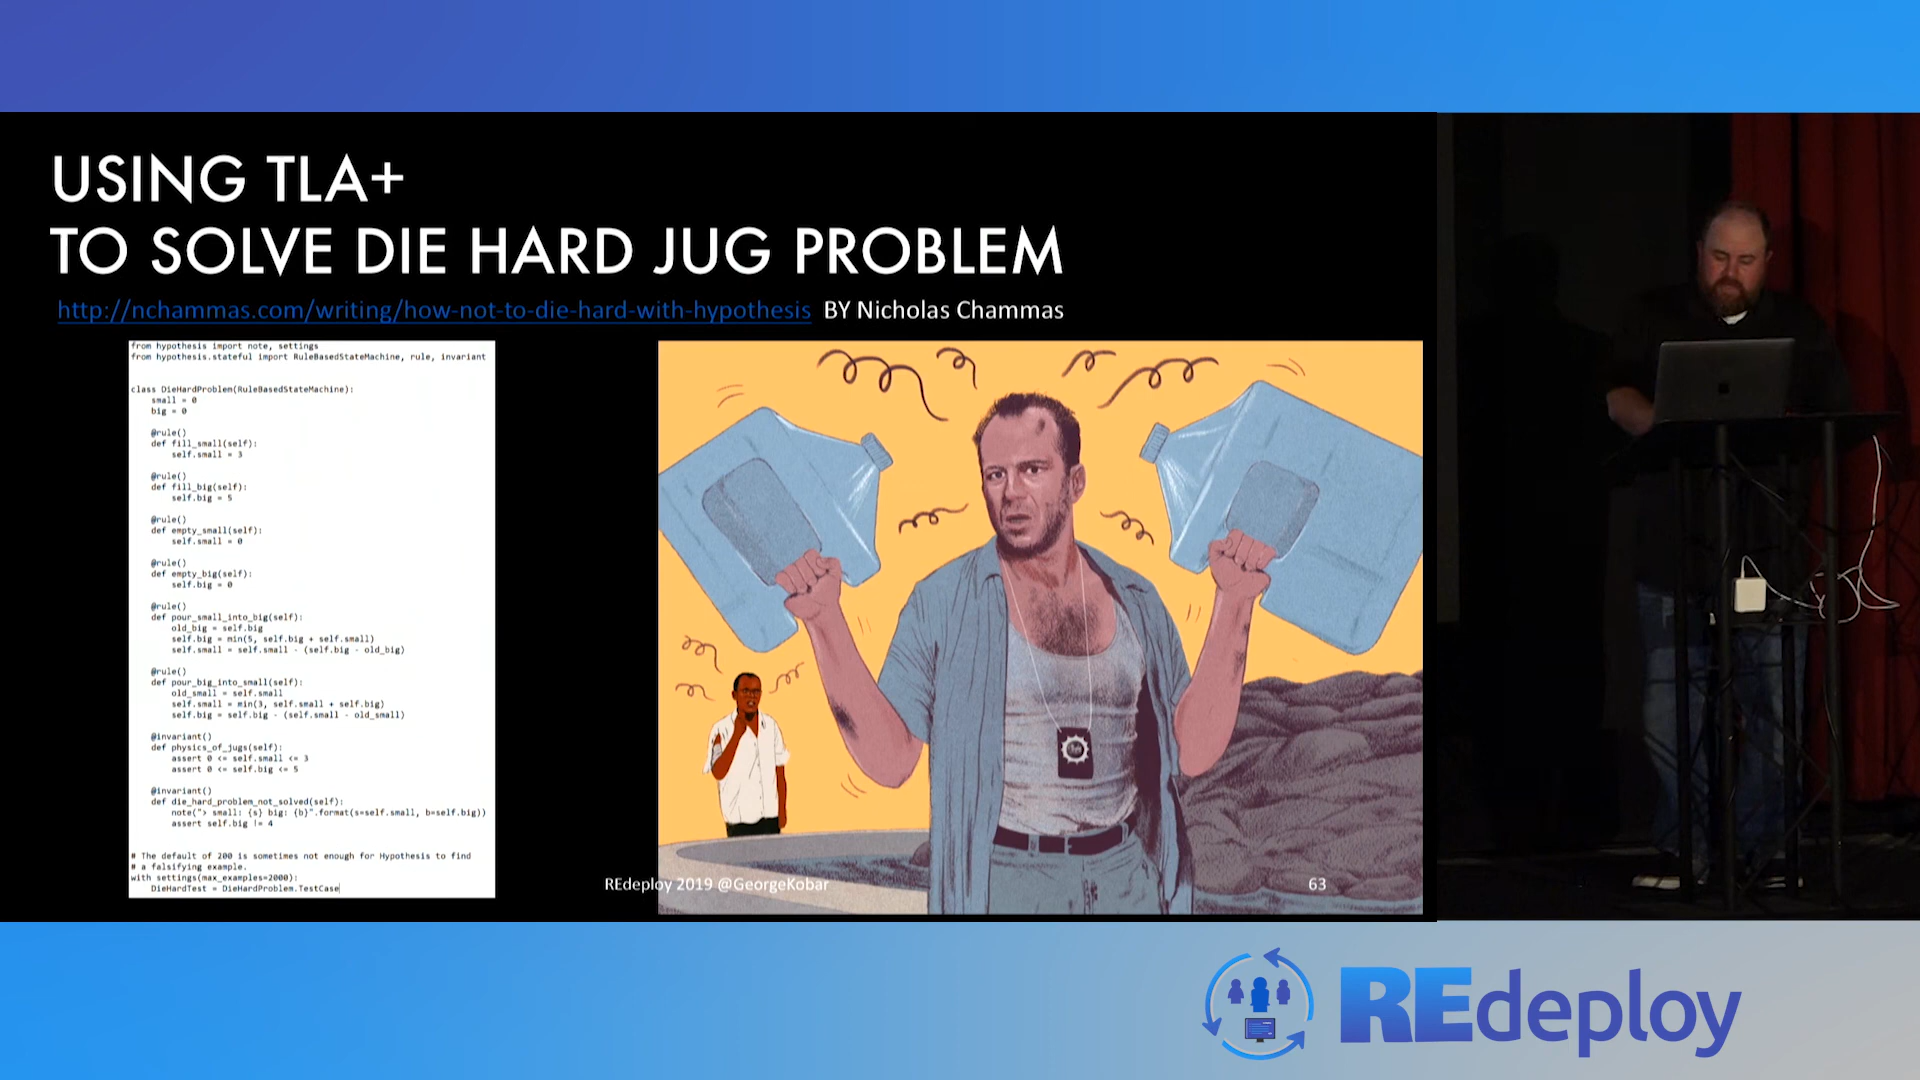 USING TLA+
TO SOLVE DIE HARD JUG PROBLEM
http://nchammas.com/writing/how-not-to-die-hard-with-hypothesis BY Nicholas Chammas
from hypothesis import note, settings
from hypothesis.stateful import RuleBasedStateMachine, rule, invariant
class DieHardProblem(RuleBasedStateMachine):
small = 0
big = 0
@rule()
def fill_small(self):
self.small = 3
@rule()
def fill_big(self):
self.big = 5
@rule()
def empty_small(self):
self.small = 0
@rule()
def empty_big(self):
self.big = 0
@rule()
def pour_small_into_big(self):
old_big = self.big
self.big = min(5, self.big + self.small)
self.small = self.small - (self.big - old_big)
@rule()
def pour_big_into_small(self):
old_small = self.small
self.small = min(3, self.small + self.big)
self.big = self.big - (self.small - old_small)
@invariant()
def physics_of_jugs(self):
assert 0 <= self.small <= 3
assert 0 <= self.big <= 5
@invariant()
def die_hard_problem_not_solved(self):
note("> small: {s} big: {b}".format(s=self.small, b=self.big))
assert self.big != 4
# The default of 200 is sometimes not enough for Hypothesis to find
# a falsifying example.
with settings(max_examples=2000):
DieHardTest = DieHardProblem.TestCase
REdeploy 2019 @GeorgeKobar
63
REdeploy